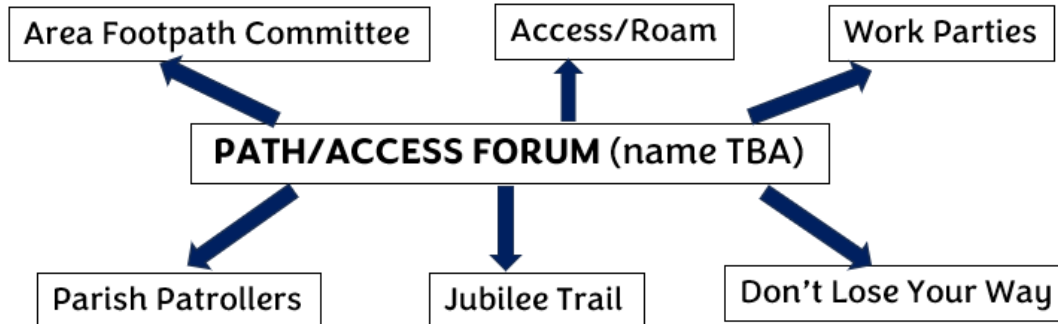 Area Footpath Committee
Access/Roam
Work Parties
PATH/ACCESS FORUM (name TBA)
Parish Patrollers
Jubilee Trail
Don’t Lose Your Way